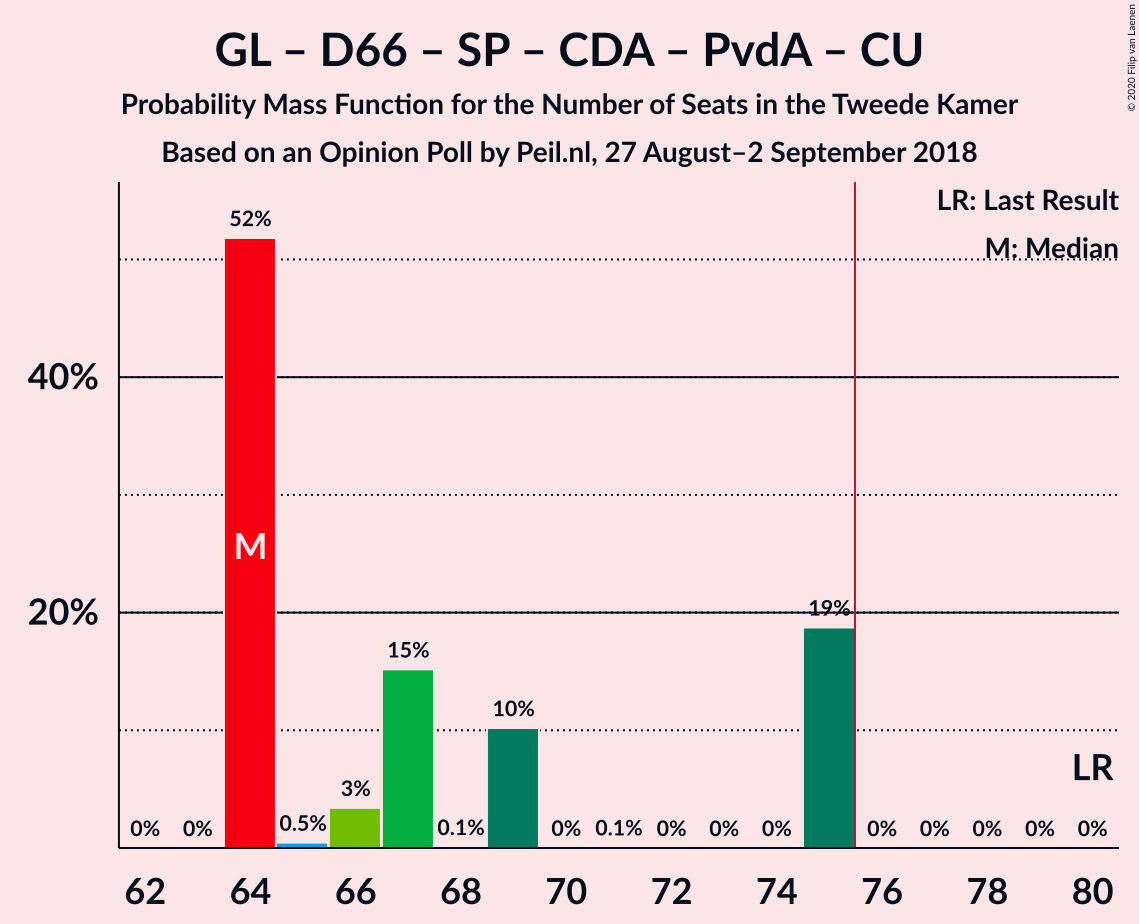 GL – D66 – SP – CDA – PvdA – CU
Probability Mass Function for the Number of Seats in the Tweede Kamer
Based on an Opinion Poll by Peil.nl, 27 August–2 September 2018
© 2020 Filip van Laenen
LR: Last Result
M: Median
52%
40%
M
20%
19%
15%
10%
LR
3%
0% 0% 0.5% 0.1% 0% 0.1% 0% 0% 0% 0% 0% 0% 0% 0%
62 64 66 68 70 72 74 76 78 80